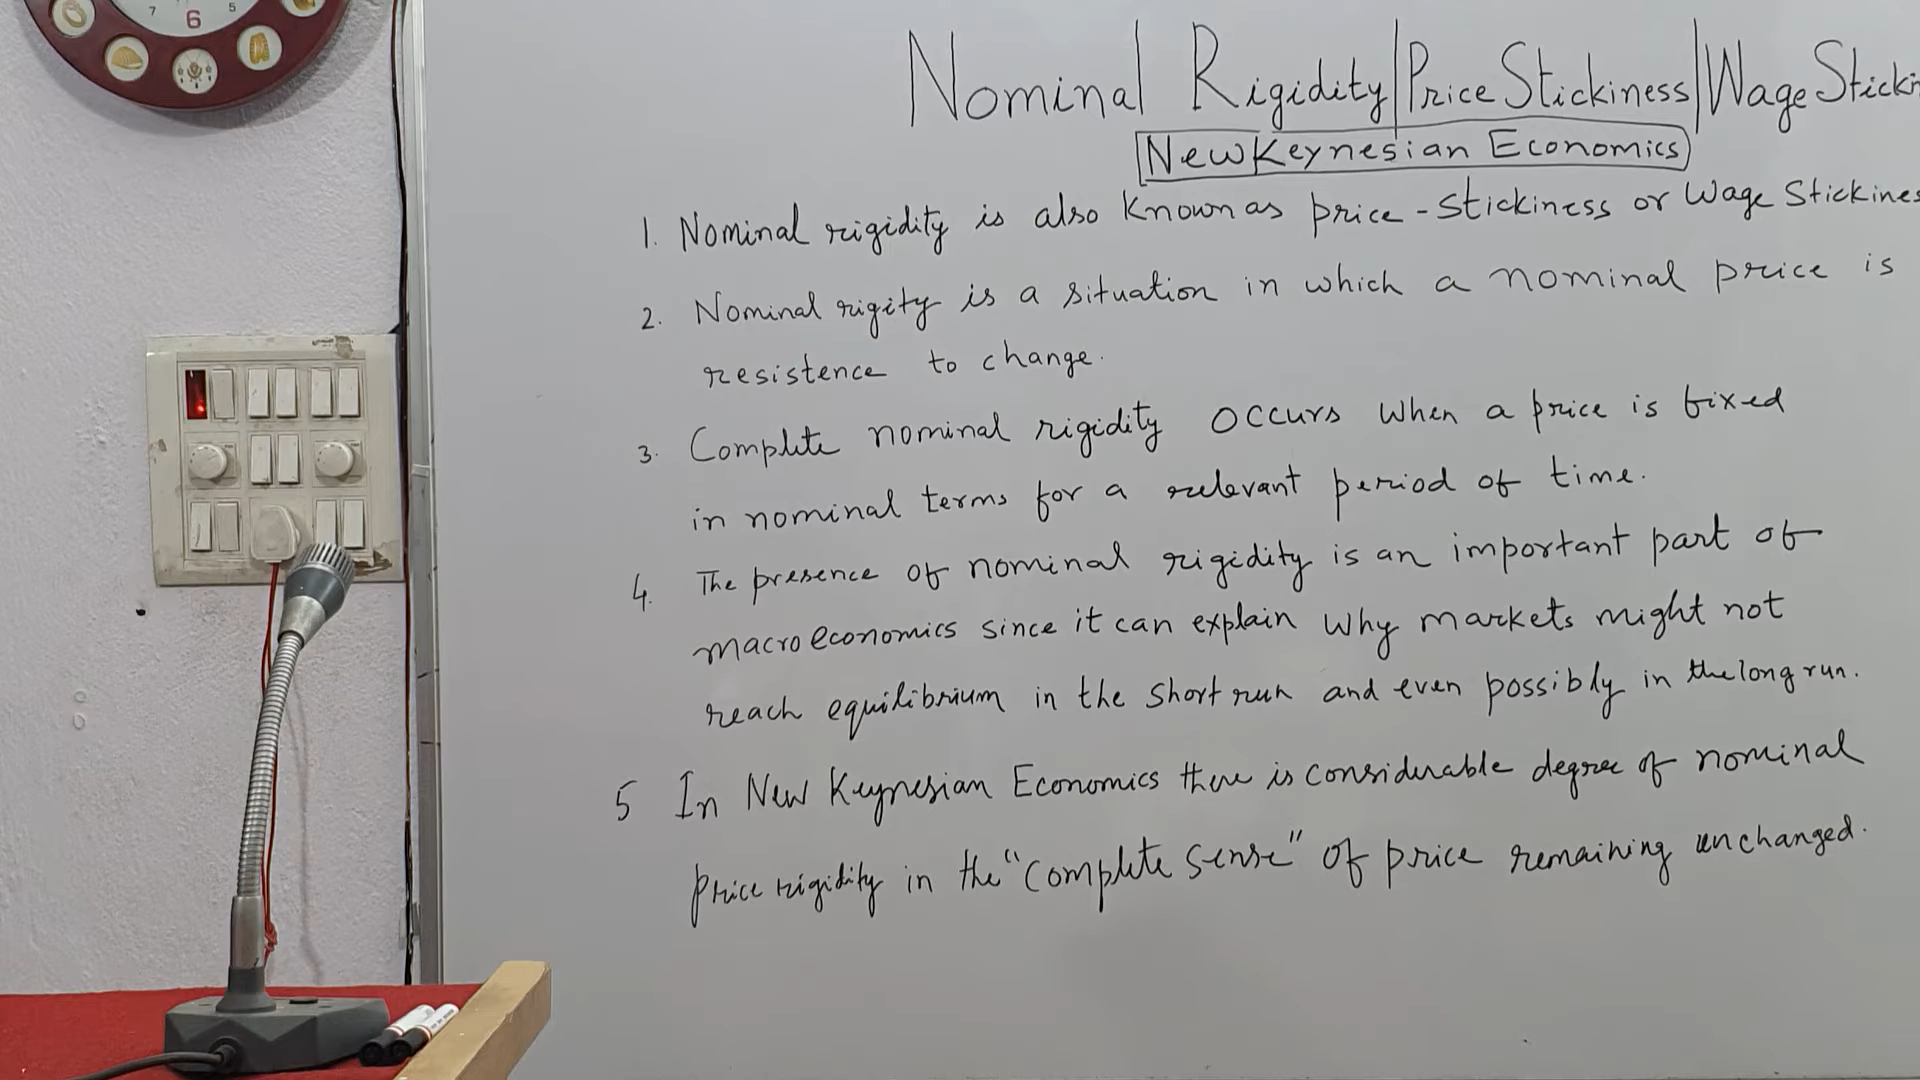 7 6 5
Nominal Rigidity|Price Stickiness|Wage Sticki
New Keynesian Economics
1. Nominal rigidity is also known as price-stickiness or wage Stickines
2. Nominal rigity is a situation in which a nominal price is
resistence to change.
3. Complete nominal rigidity occurs when a price is fixed
in nominal terms for a relevant period of time.
4. The presence of nominal rigidity is an important part of
macroeconomics since it can explain why markets might not
reach equilibrium in the short run and even possibly in the long run.
5 In New Keynesian Economics there is considerable degree of nominal
price rigidity in the "complete sense" of price remaining unchanged.